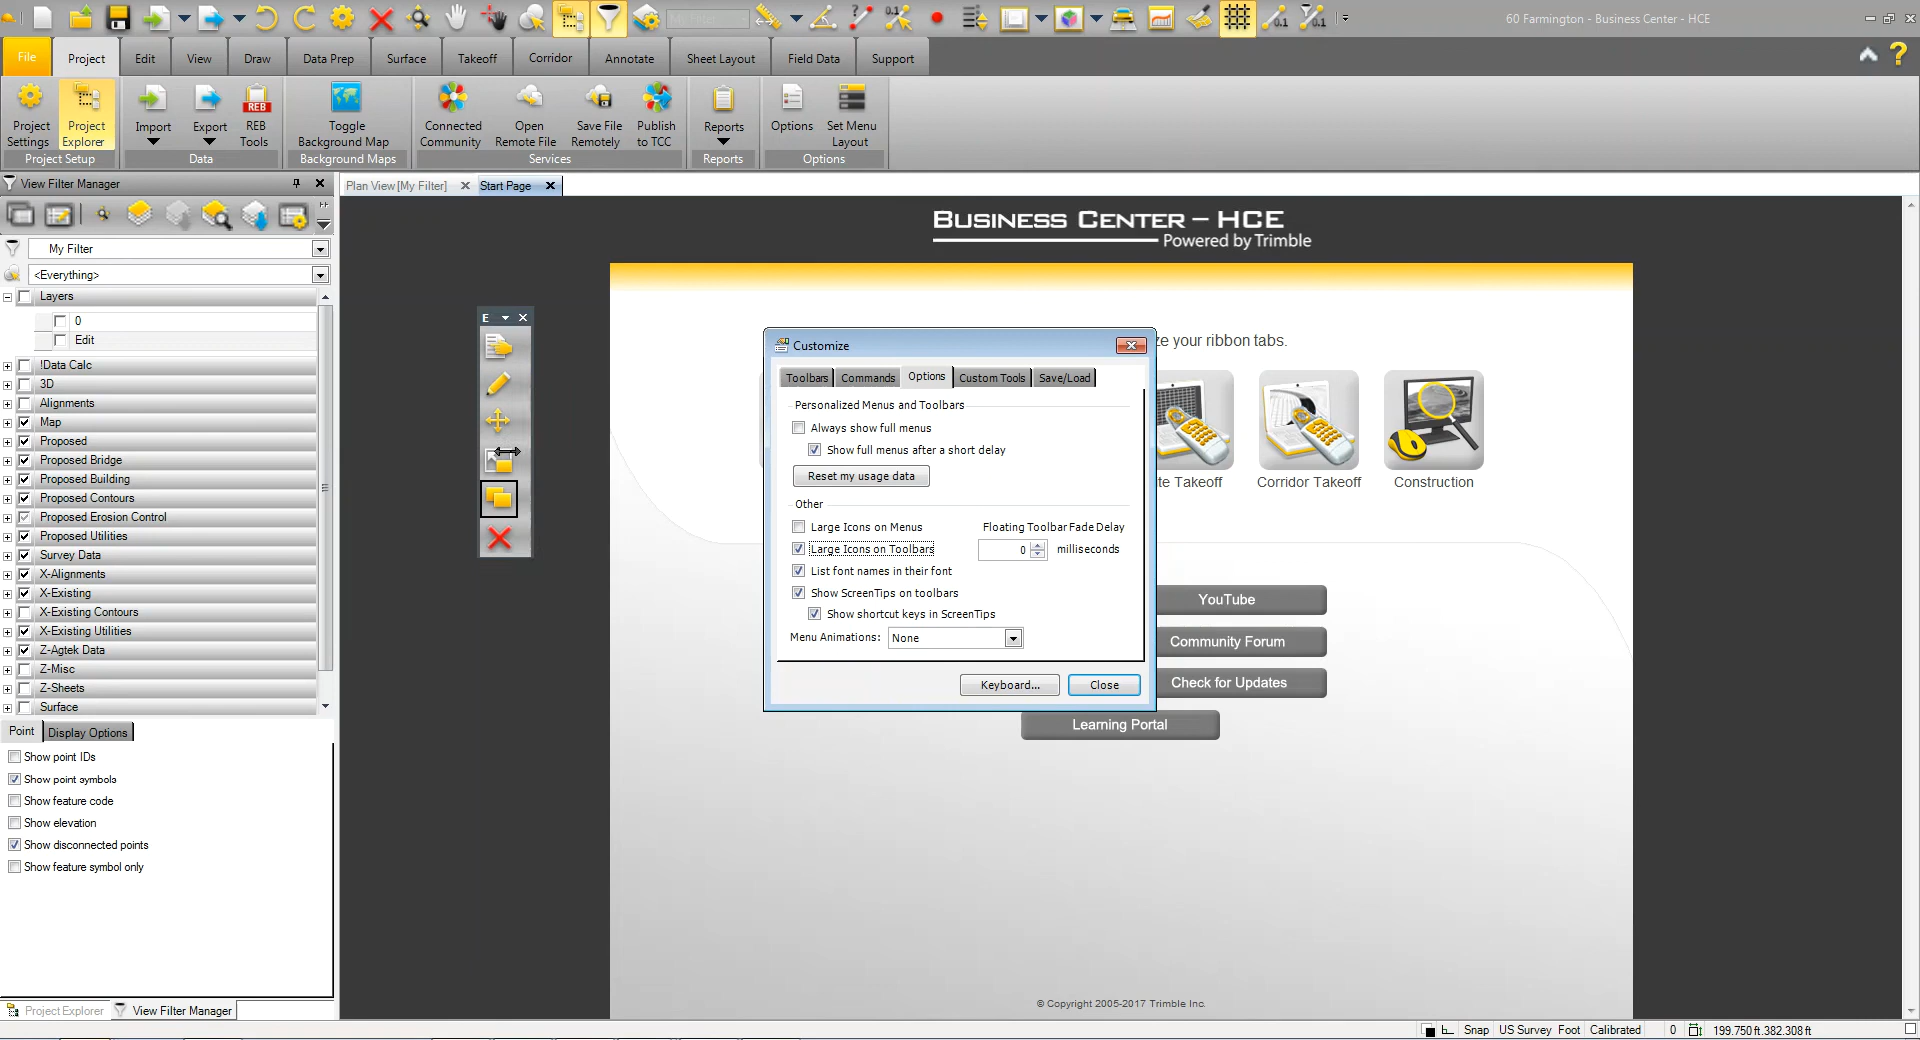 My Filter
60 Farmington - Business Center - HCE
File Project Edit View Draw Data Prep Surface Takeoff Corridor Annotate Sheet Layout Field Data Support
Project Settings
Project Explorer
Import
Export
REB
REB Tools
Toggle Background Map
Connected Community
Open Remote File
Save File Remotely
Publish to TCC
Reports
Options
Set Menu Layout
Project Setup Data Background Maps Services Reports Options
View Filter Manager
Plan View[My Filter] Start Page
My Filter
<Everything>
Layers
0
Edit
!Data Calc
3D
Alignments
Map
Proposed
Proposed Bridge
Proposed Building
Proposed Contours
Proposed Erosion Control
Proposed Utilities
Survey Data
X-Alignments
X-Existing
X-Existing Contours
X-Existing Utilities
Z-Agtek Data
Z-Misc
Z-Sheets
Surface
Point Display Options
Show point IDs
Show point symbols
Show feature code
Show elevation
Show disconnected points
Show feature symbol only
Project Explorer View Filter Manager
BUSINESS CENTER – HCE
Powered by Trimble
E
ze your ribbon tabs.
te Takeoff Corridor Takeoff Construction
Customize
Toolbars Commands Options Custom Tools Save/Load
Personalized Menus and Toolbars
Always show full menus
Show full menus after a short delay
Reset my usage data
Other
Large Icons on Menus Floating Toolbar Fade Delay
Large Icons on Toolbars 0 milliseconds
List font names in their font
Show ScreenTips on toolbars
Show shortcut keys in ScreenTips
Menu Animations: None
Keyboard... Close
YouTube
Community Forum
Check for Updates
Learning Portal
© Copyright 2005-2017 Trimble Inc.
Snap US Survey Foot Calibrated 0 199.750 ft.382.308 ft